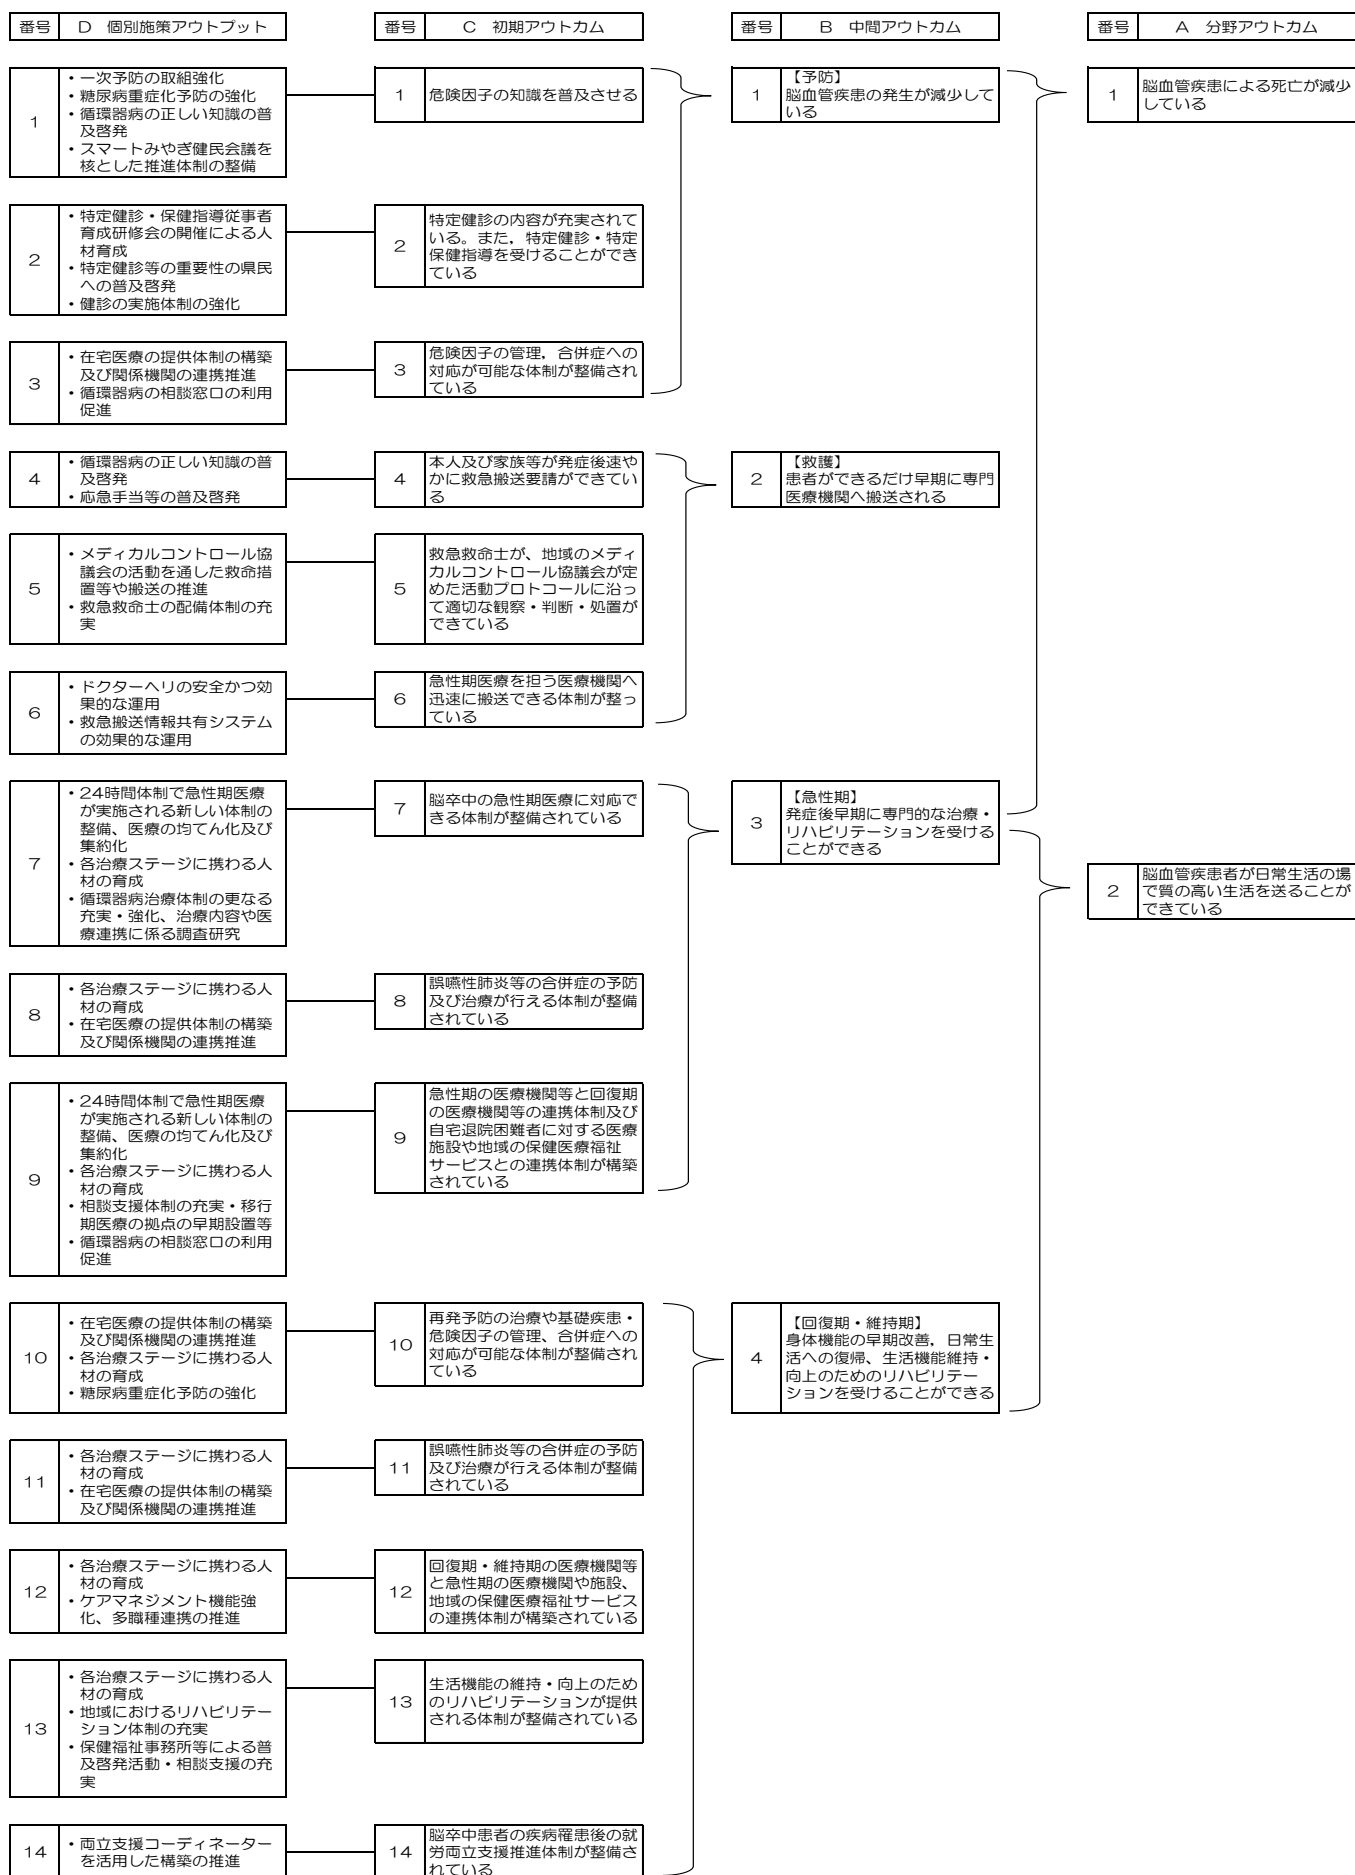 番号 D 個別施策アウトプット
番号 C 初期アウトカム
番号 B 中間アウトカム
番号 A 分野アウトカム
1
・一次予防の取組強化
・糖尿病重症化予防の強化
・循環器病の正しい知識の普
及啓発
・スマートみやぎ健民会議を
核とした推進体制の整備
1
危険因子の知識を普及させる
1
【予防】
脳血管疾患の発生が減少して
いる
1
脳血管疾患による死亡が減少
している
2
・特定健診・保健指導従事者
育成研修会の開催による人
材育成
・特定健診等の重要性の県民
への普及啓発
・健診の実施体制の強化
2
特定健診の内容が充実されて
いる。また，特定健診・特定
保健指導を受けることができ
ている
3
・在宅医療の提供体制の構築
及び関係機関の連携推進
・循環器病の相談窓口の利用
促進
3
危険因子の管理，合併症への
対応が可能な体制が整備され
ている
4
・循環器病の正しい知識の普
及啓発
・応急手当等の普及啓発
4
本人及び家族等が発症後速や
かに救急搬送要請ができてい
る
2
【救護】
患者ができるだけ早期に専門
医療機関へ搬送される
5
・メディカルコントロール協
議会の活動を通した救命措
置等や搬送の推進
・救急救命士の配備体制の充
実
5
救急救命士が、地域のメディ
カルコントロール協議会が定
めた活動プロトコールに沿っ
て適切な観察・判断・処置が
できている
6
・ドクターヘリの安全かつ効
果的な運用
・救急搬送情報共有システム
の効果的な運用
6
急性期医療を担う医療機関へ
迅速に搬送できる体制が整っ
ている
7
・24時間体制で急性期医療
が実施される新しい体制の
整備、医療の均てん化及び
集約化
・各治療ステージに携わる人
材の育成
・循環器病治療体制の更なる
充実・強化、治療内容や医
療連携に係る調査研究
7
脳卒中の急性期医療に対応で
きる体制が整備されている
3
【急性期】
発症後早期に専門的な治療・
リハビリテーションを受ける
ことができる
2
脳血管疾患者が日常生活の場
で質の高い生活を送ることが
できている
8
・各治療ステージに携わる人
材の育成
・在宅医療の提供体制の構築
及び関係機関の連携推進
8
誤嚥性肺炎等の合併症の予防
及び治療が行える体制が整備
されている
9
・24時間体制で急性期医療
が実施される新しい体制の
整備、医療の均てん化及び
集約化
・各治療ステージに携わる人
材の育成
・相談支援体制の充実・移行
期医療の拠点の早期設置等
・循環器病の相談窓口の利用
促進
9
急性期の医療機関等と回復期
の医療機関等の連携体制及び
自宅退院困難者に対する医療
施設や地域の保健医療福祉
サービスとの連携体制が構築
されている
10
・在宅医療の提供体制の構築
及び関係機関の連携推進
・各治療ステージに携わる人
材の育成
・糖尿病重症化予防の強化
10
再発予防の治療や基礎疾患・
危険因子の管理、合併症への
対応が可能な体制が整備され
ている
4
【回復期・維持期】
身体機能の早期改善，日常生
活への復帰、生活機能維持・
向上のためのリハビリテー
ションを受けることができる
11
・各治療ステージに携わる人
材の育成
・在宅医療の提供体制の構築
及び関係機関の連携推進
11
誤嚥性肺炎等の合併症の予防
及び治療が行える体制が整備
されている
12
・各治療ステージに携わる人
材の育成
・ケアマネジメント機能強
化、多職種連携の推進
12
回復期・維持期の医療機関等
と急性期の医療機関や施設、
地域の保健医療福祉サービス
の連携体制が構築されている
13
・各治療ステージに携わる人
材の育成
・地域におけるリハビリテー
ション体制の充実
・保健福祉事務所等による普
及啓発活動・相談支援の充
実
13
生活機能の維持・向上のため
のリハビリテーションが提供
される体制が整備されている
14
・両立支援コーディネーター
を活用した構築の推進
14
脳卒中患者の疾病罹患後の就
労両立支援推進体制が整備さ
れている